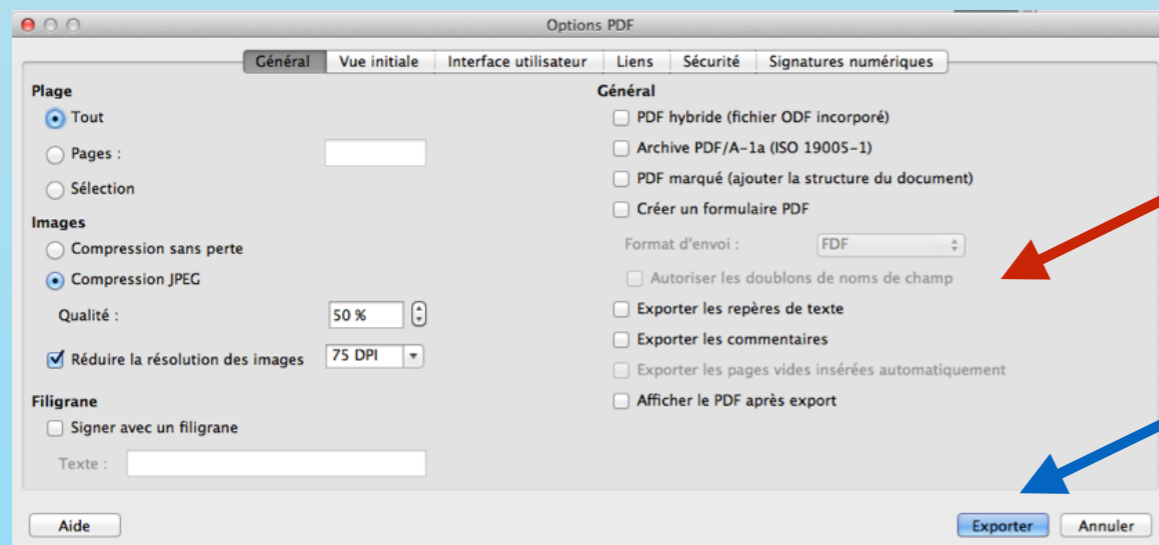 Options PDF
Général Vue initiale Interface utilisateur Liens Sécurité Signatures numériques
Plage
Tout
Pages :
Sélection
Images
Compression sans perte
Compression JPEG
Qualité : 50 %
Réduire la résolution des images 75 DPI
Filigrane
Signer avec un filigrane
Texte :
Général
PDF hybride (fichier ODF incorporé)
Archive PDF/A-1a (ISO 19005-1)
PDF marqué (ajouter la structure du document)
Créer un formulaire PDF
Format d'envoi : FDF
Autoriser les doublons de noms de champ
Exporter les repères de texte
Exporter les commentaires
Exporter les pages vides insérées automatiquement
Afficher le PDF après export
Aide Exporter Annuler